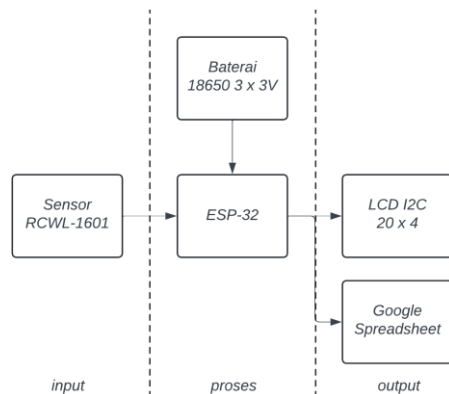 Baterai
18650 3 x 3V
Sensor
RCWL-1601
ESP-32
LCD I2C
20 x 4
Google
Spreadsheet
input
proses
output